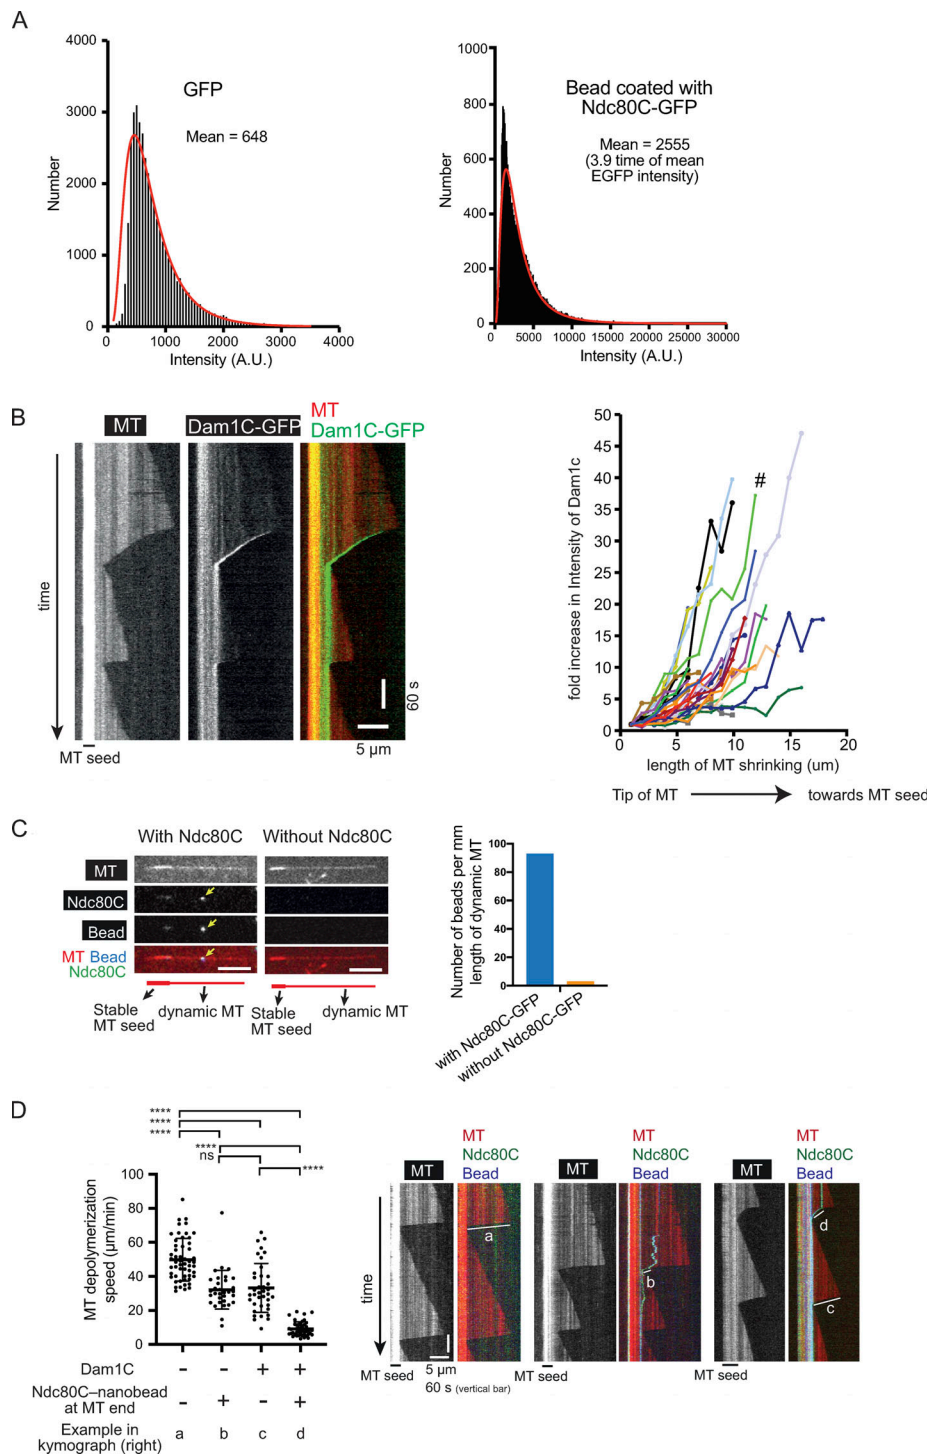 A
4000
3000
2000
1000
0
Number
GFP
Mean = 648
0
1000
2000
3000
4000
Intensity (A.U.)
1000
800
600
400
200
0
Number
Bead coated with
Ndc80C-GFP
Mean = 2555
(3.9 time of mean
EGFP intensity)
0
5000
10000
15000
20000
25000
30000
Intensity (A.U.)
B
MT
Dam1C-GFP
MT
Dam1C-GFP
time
MT seed
60 s
5 µm
50
45
40
35
30
25
20
15
10
5
0
fold increase in Intensity of Dam1c
#
0
5
10
15
20
length of MT shrinking (um)
Tip of MT
towards MT seed
C
With Ndc80C
Without Ndc80C
MT
Ndc80C
Bead
MT Bead
Ndc80C
Stable
MT seed
dynamic MT
Stable
MT seed
dynamic MT
100
80
60
40
20
0
Number of beads per mm
length of dynamic MT
with Ndc80C-GFP
without Ndc80C-GFP
D
****
****
****
****
ns
****
100
80
60
40
20
0
MT depolymerization
speed (µm/min)
Dam1C
- - + +
Ndc80C–nanobead
at MT end
- + - +
Example in
kymograph (right)
a b c d
MT
MT
Ndc80C
Bead
MT
MT
Ndc80C
Bead
MT
MT
Ndc80C
Bead
time
a
b
d
c
MT seed
5 µm
60 s (vertical bar)
MT seed
MT seed